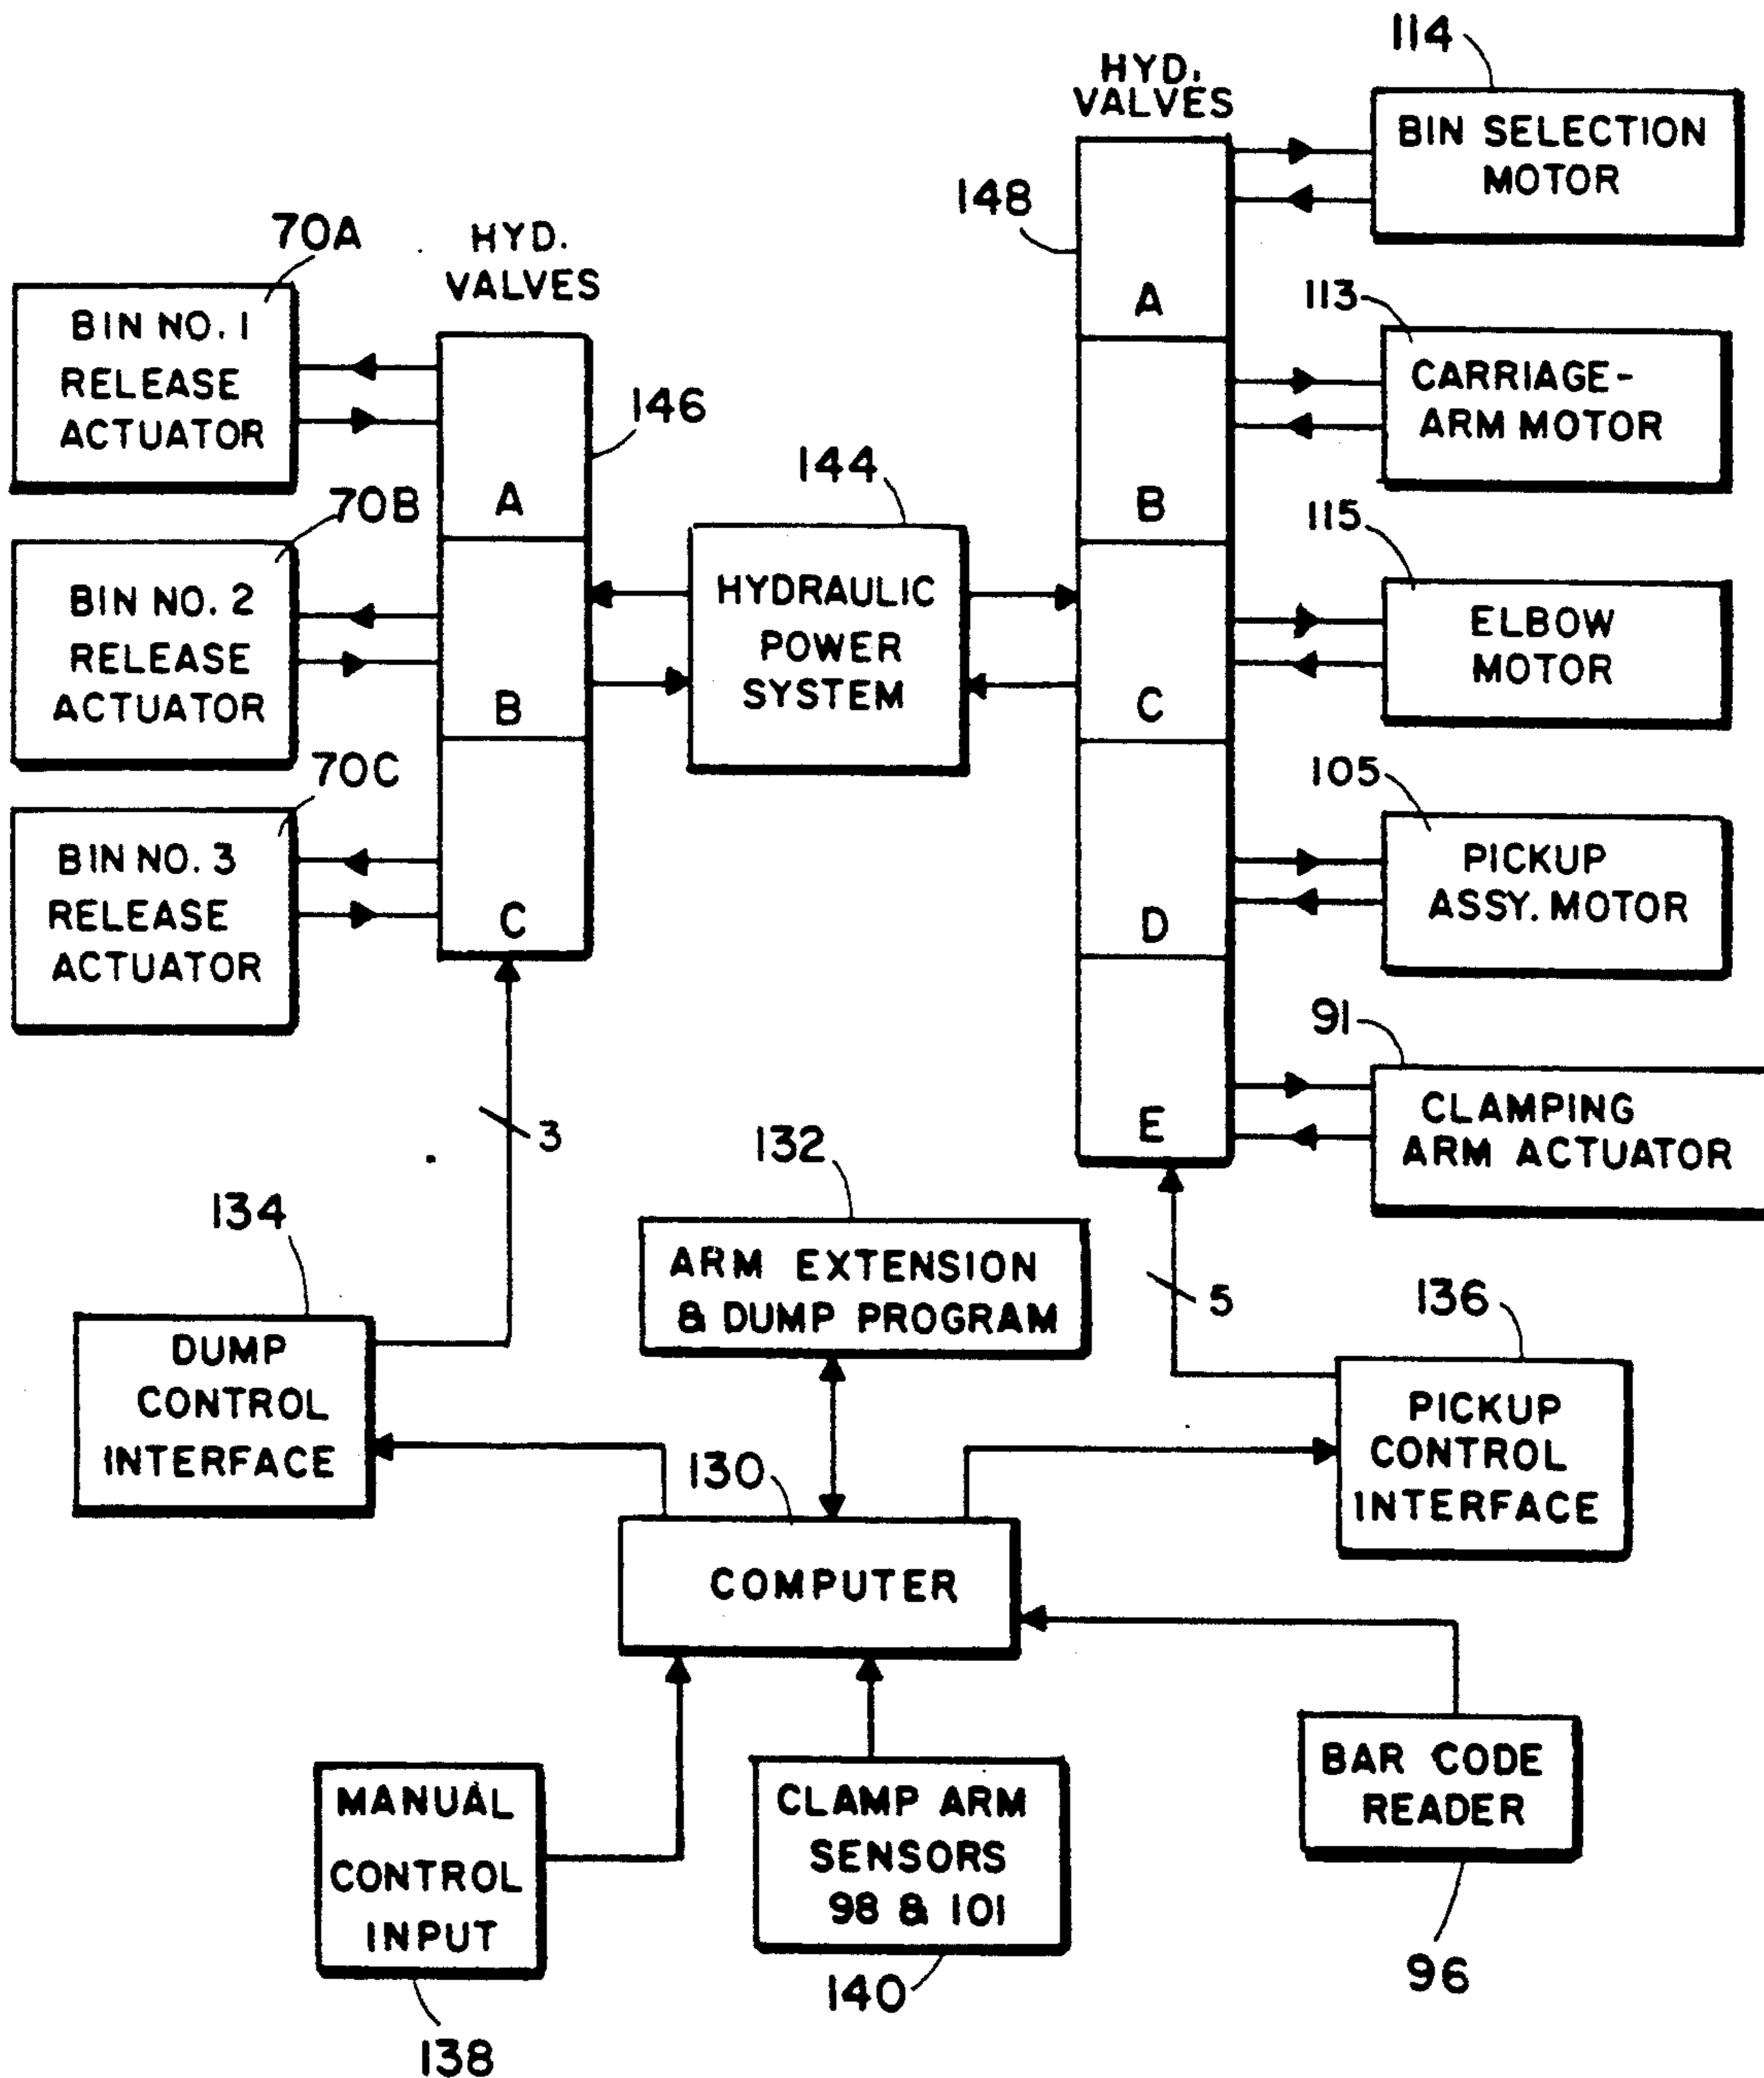 114
HYD.
VALVES
BIN SELECTION
MOTOR
148
70A
HYD.
VALVES
BIN NO. 1
RELEASE
ACTUATOR
A
113
CARRIAGE-
ARM MOTOR
146
144
A
B
70B
115
BIN NO. 2
RELEASE
ACTUATOR
HYDRAULIC
POWER
SYSTEM
ELBOW
MOTOR
B
C
70C
105
BIN NO. 3
RELEASE
ACTUATOR
C
D
PICKUP
ASSY. MOTOR
91
3
E
CLAMPING
ARM ACTUATOR
132
134
ARM EXTENSION
& DUMP PROGRAM
5
136
DUMP
CONTROL
INTERFACE
PICKUP
CONTROL
INTERFACE
130
COMPUTER
MANUAL
CONTROL
INPUT
CLAMP ARM
SENSORS
98 & 101
BAR CODE
READER
138
140
96